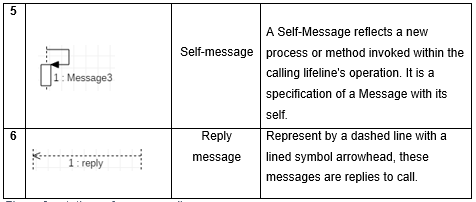 5
1 : Message3
Self-message
A Self-Message reflects a new
process or method invoked within the
calling lifeline's operation. It is a
specification of a Message with its
self.
6
1 : reply
Reply
message
Represent by a dashed line with a
lined symbol arrowhead, these
messages are replies to call.